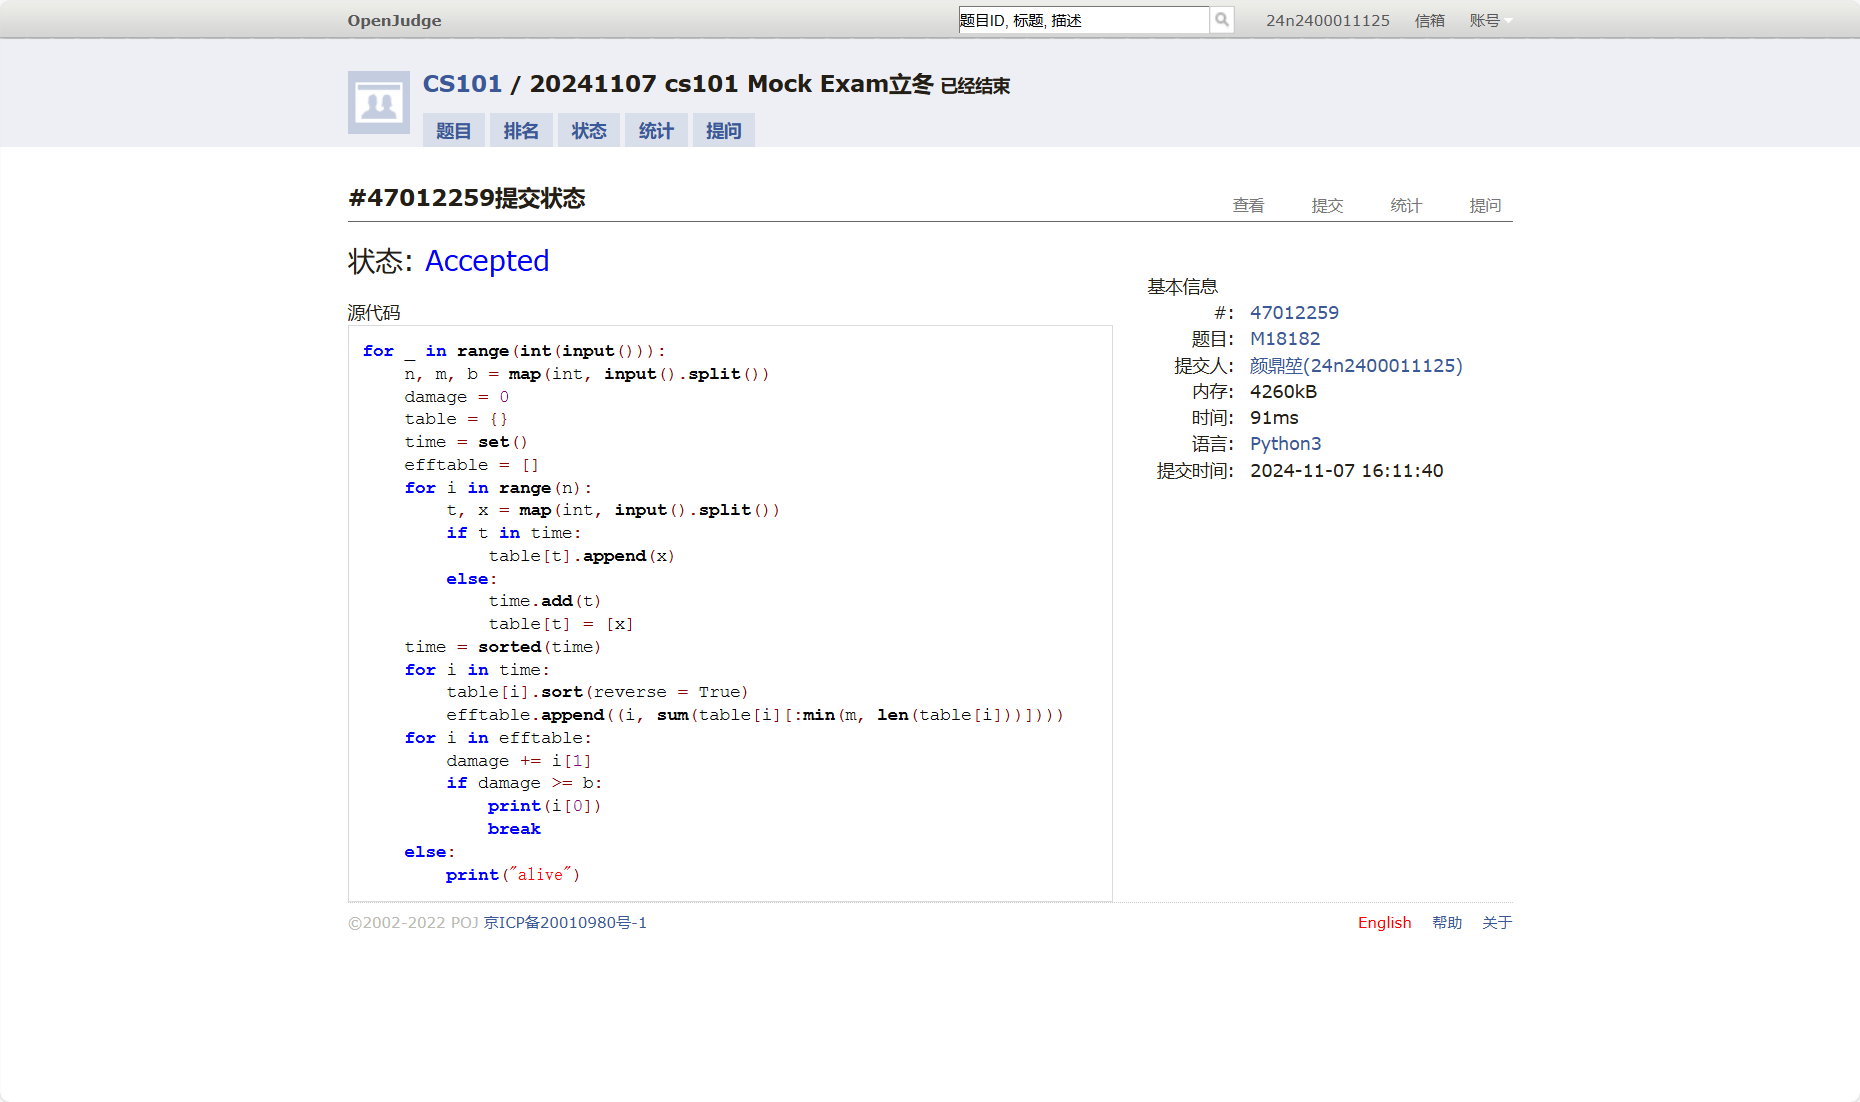 OpenJudge
题目ID, 标题, 描述
24n2400011125 信箱 账号
CS101 / 20241107 cs101 Mock Exam立冬 已经结束
题目 排名 状态 统计 提问
#47012259提交状态
查看 提交 统计 提问
状态: Accepted
源代码
for _ in range(int(input())):
    n, m, b = map(int, input().split())
    damage = 0
    table = {}
    time = set()
    efftable = []
    for i in range(n):
        t, x = map(int, input().split())
        if t in time:
            table[t].append(x)
        else:
            time.add(t)
            table[t] = [x]
    time = sorted(time)
    for i in time:
        table[i].sort(reverse = True)
        efftable.append((i, sum(table[i][:min(m, len(table[i]))])))
    for i in efftable:
        damage += i[1]
        if damage >= b:
            print(i[0])
            break
    else:
        print("alive")
基本信息
#: 47012259
题目: M18182
提交人: 颜鼎堃(24n2400011125)
内存: 4260kB
时间: 91ms
语言: Python3
提交时间: 2024-11-07 16:11:40
©2002-2022 POJ 京ICP备20010980号-1
English 帮助 关于